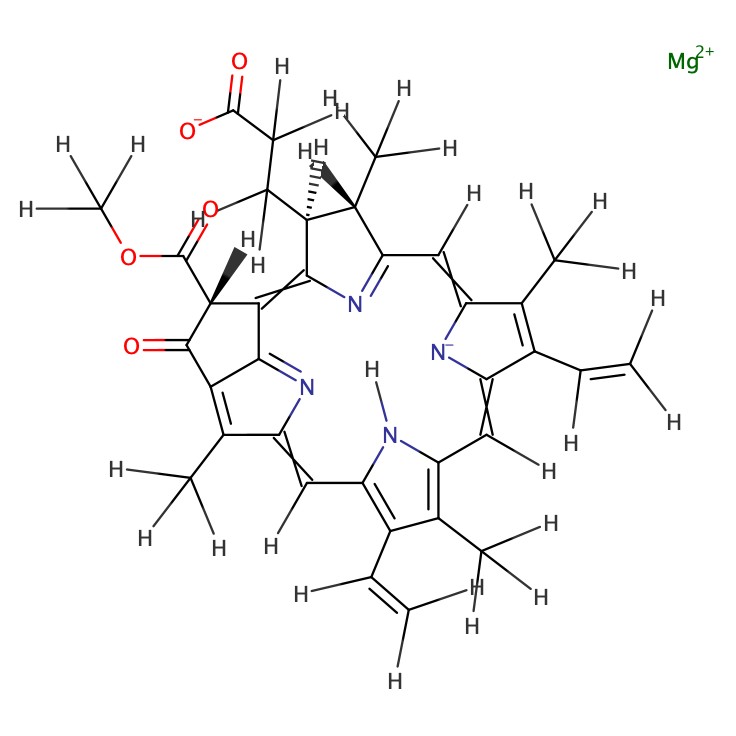 O H Mg2+
H H H
O- H H
H H H H H
H O H H H
O H H
N H
O N- H
H N
H N H
H H
H H
H H H
H H H
H H
H
H